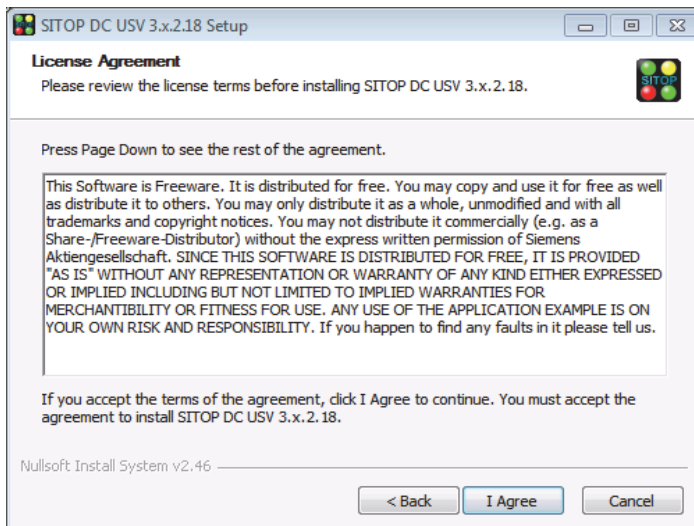 SITOP DC USV 3.x.2.18 Setup
License Agreement
Please review the license terms before installing SITOP DC USV 3.x.2.18.
SITOP
Press Page Down to see the rest of the agreement.
This Software is Freeware. It is distributed for free. You may copy and use it for free as well
as distribute it to others. You may only distribute it as a whole, unmodified and with all
trademarks and copyright notices. You may not distribute it commercially (e.g. as a
Share-/Freeware-Distributor) without the express written permission of Siemens
Aktiengesellschaft. SINCE THIS SOFTWARE IS DISTRIBUTED FOR FREE, IT IS PROVIDED
"AS IS" WITHOUT ANY REPRESENTATION OR WARRANTY OF ANY KIND EITHER EXPRESSED
OR IMPLIED INCLUDING BUT NOT LIMITED TO IMPLIED WARRANTIES FOR
MERCHANTIBILITY OR FITNESS FOR USE. ANY USE OF THE APPLICATION EXAMPLE IS ON
YOUR OWN RISK AND RESPONSIBILITY. If you happen to find any faults in it please tell us.
If you accept the terms of the agreement, click I Agree to continue. You must accept the
agreement to install SITOP DC USV 3.x.2.18.
Nullsoft Install System v2.46
< Back I Agree Cancel